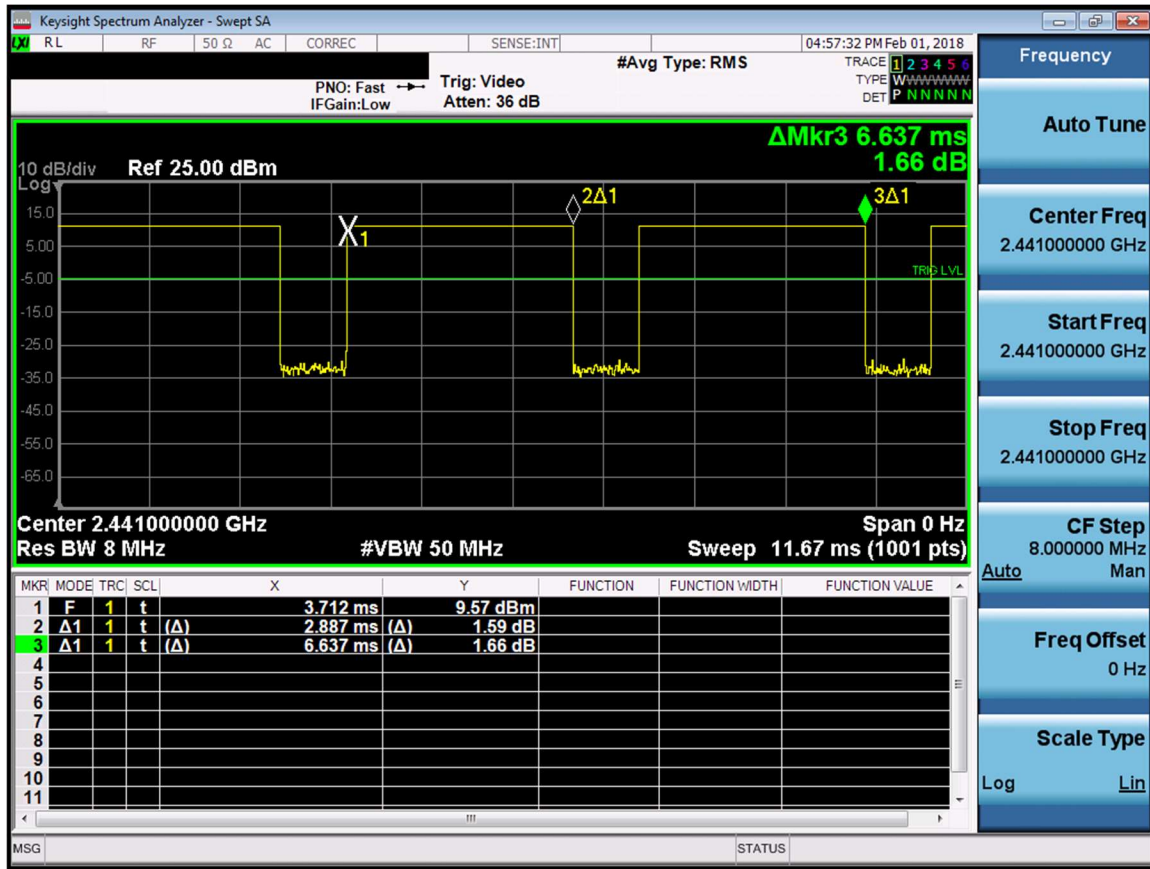 Keysight Spectrum Analyzer - Swept SA
LXI RL RF 50 Ω AC CORREC SENSE:INT 04:57:32 PM Feb 01, 2018
#Avg Type: RMS
TRACE 1 2 3 4 5 6
PNO: Fast Trig: Video
TYPE WWWWWW
IFGain:Low Atten: 36 dB
DET P N N N N N
ΔMkr3 6.637 ms
1.66 dB
10 dB/div Ref 25.00 dBm
Log
2Δ1
3Δ1
15.0
1
5.00
TRIG LVL
-5.00
-15.0
-25.0
-35.0
-45.0
-55.0
-65.0
Center 2.441000000 GHz Span 0 Hz
Res BW 8 MHz #VBW 50 MHz Sweep 11.67 ms (1001 pts)
MKR MODE TRC SCL X Y FUNCTION FUNCTION WIDTH FUNCTION VALUE
1 F 1 t 3.712 ms 9.57 dBm
2 Δ1 1 t (Δ) 2.887 ms (Δ) 1.59 dB
3 Δ1 1 t (Δ) 6.637 ms (Δ) 1.66 dB
4
5
6
7
8
9
10
11
MSG STATUS
Frequency
Auto Tune
Center Freq
2.441000000 GHz
Start Freq
2.441000000 GHz
Stop Freq
2.441000000 GHz
CF Step
8.000000 MHz
Auto Man
Freq Offset
0 Hz
Scale Type
Log Lin